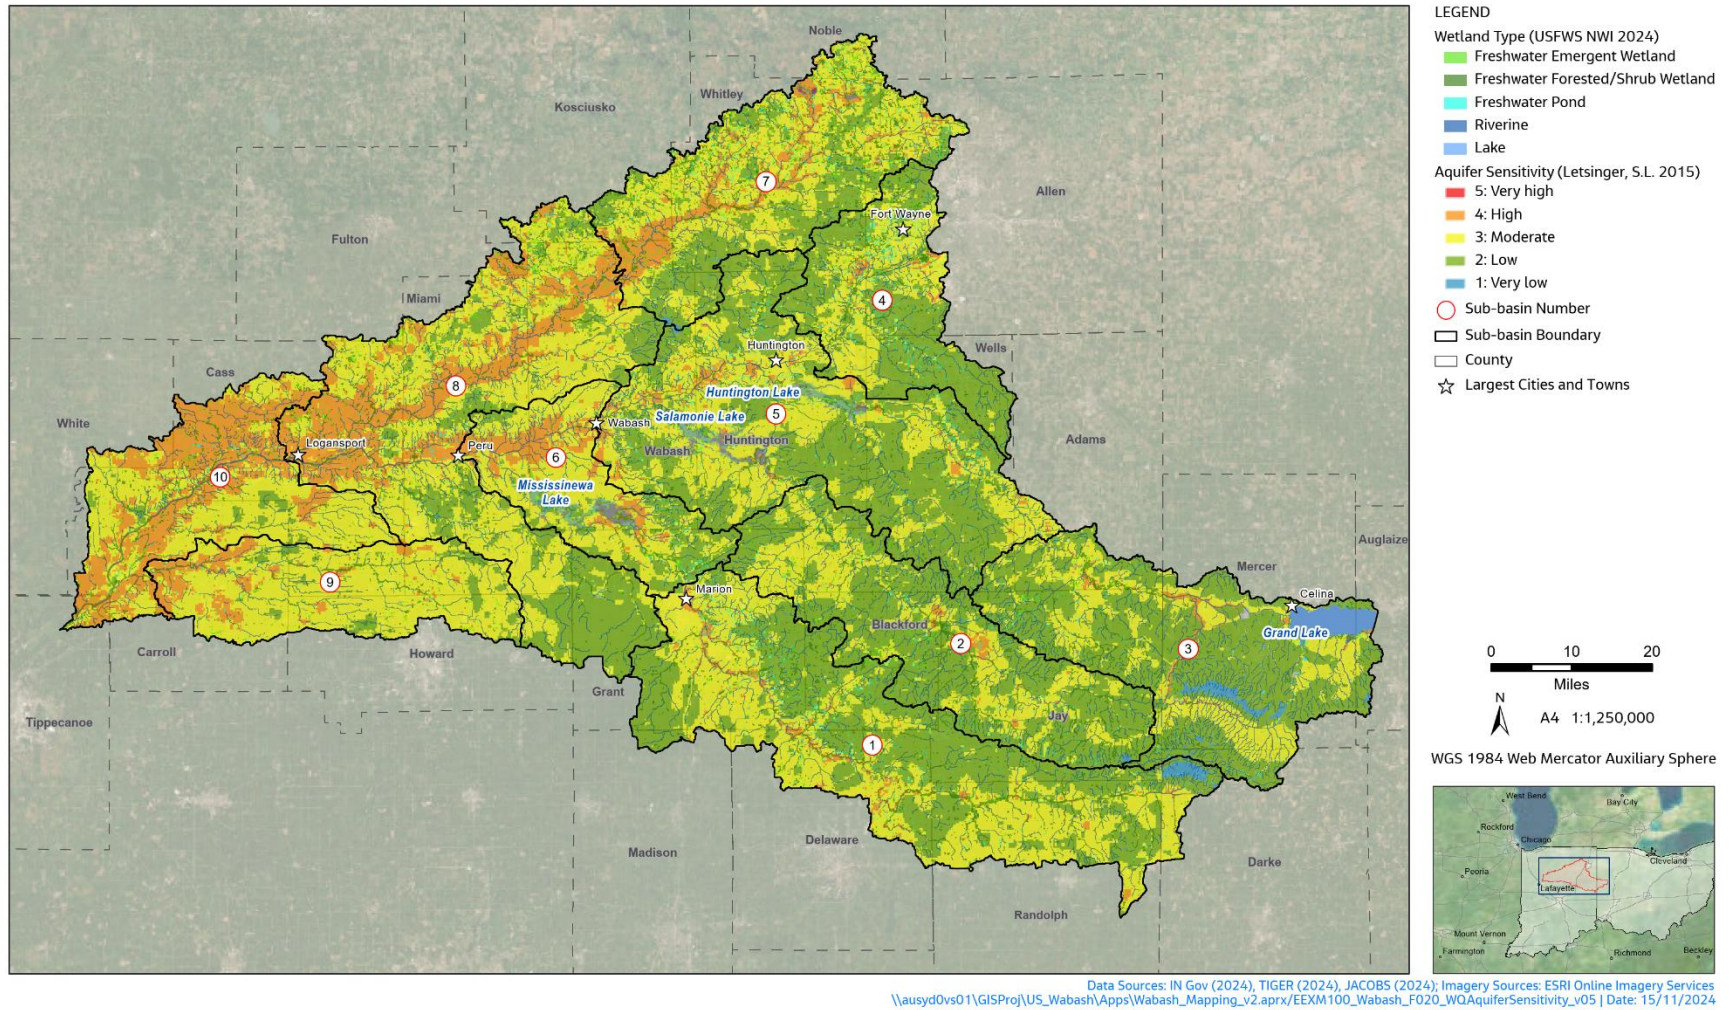 Noble
Whitley
Kosciusko
Allen
Fort Wayne
Fulton
Miami
Wells
Huntington
Cass
Huntington Lake
Salamonie Lake
White
Wabash
Huntington
Adams
Logansport
Peru
Wabash
Mississinewa
Lake
Auglaize
Mercer
Marion
Celina
Blackford
Grand Lake
Carroll
Howard
Grant
Tippecanoe
Jay
Delaware
Madison
Darke
Randolph
7
4
8
5
6
10
9
2
3
1
LEGEND
Wetland Type (USFWS NWI 2024)
Freshwater Emergent Wetland
Freshwater Forested/Shrub Wetland
Freshwater Pond
Riverine
Lake
Aquifer Sensitivity (Letsinger, S.L. 2015)
5: Very high
4: High
3: Moderate
2: Low
1: Very low
Sub-basin Number
Sub-basin Boundary
County
Largest Cities and Towns
0 10 20
Miles
N
A4 1:1,250,000
WGS 1984 Web Mercator Auxiliary Sphere
West Bend
Bay City
Rockford
Chicago
Cleveland
Peoria
Lafayette
Mount Vernon
Farmington
Richmond
Beckley
Data Sources: IN Gov (2024), TIGER (2024), JACOBS (2024); Imagery Sources: ESRI Online Imagery Services
\\ausyd0vs01\GISProj\US_Wabash\Apps\Wabash_Mapping_v2.aprx/EEXM100_Wabash_F020_WQAquiferSensitivity_v05 | Date: 15/11/2024